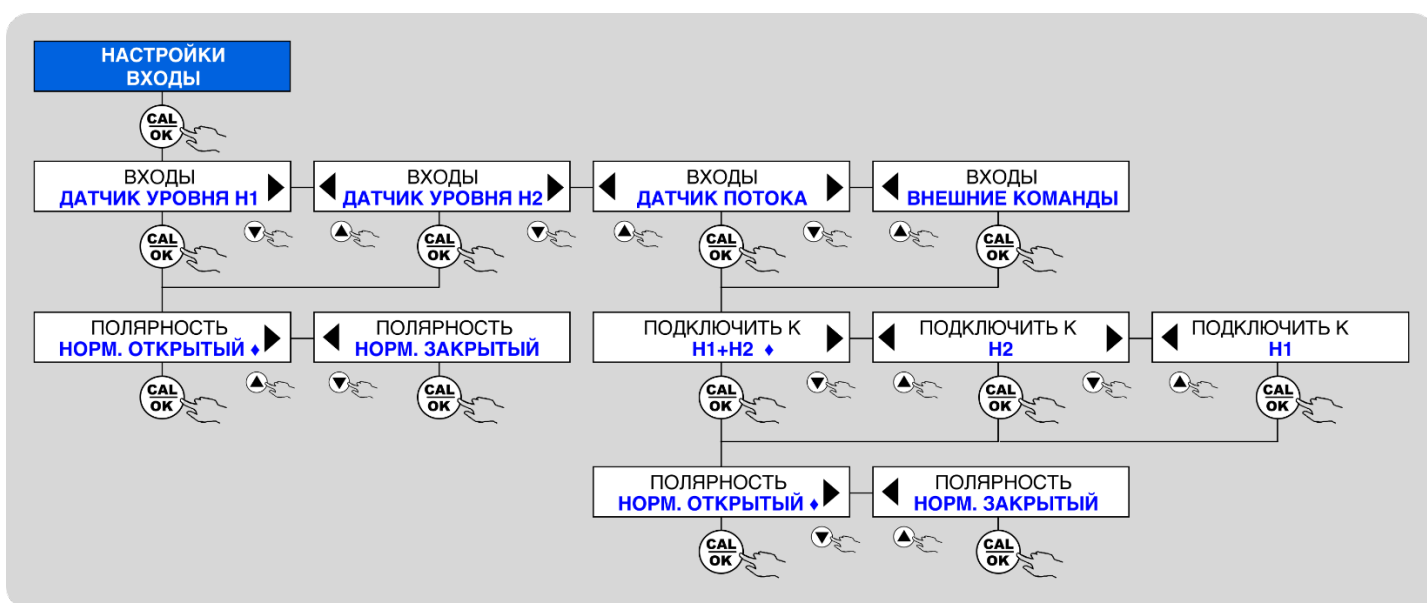 НАСТРОЙКИ
ВХОДЫ
CAL
OK
ВХОДЫ
ДАТЧИК УРОВНЯ H1
ВХОДЫ
ДАТЧИК УРОВНЯ H2
ВХОДЫ
ДАТЧИК ПОТОКА
ВХОДЫ
ВНЕШНИЕ КОМАНДЫ
CAL
OK
CAL
OK
CAL
OK
CAL
OK
ПОЛЯРНОСТЬ
НОРМ. ОТКРЫТЫЙ ♦
ПОЛЯРНОСТЬ
НОРМ. ЗАКРЫТЫЙ
ПОДКЛЮЧИТЬ К
H1+H2 ♦
ПОДКЛЮЧИТЬ К
H2
ПОДКЛЮЧИТЬ К
H1
CAL
OK
CAL
OK
CAL
OK
CAL
OK
CAL
OK
ПОЛЯРНОСТЬ
НОРМ. ОТКРЫТЫЙ ♦
ПОЛЯРНОСТЬ
НОРМ. ЗАКРЫТЫЙ
CAL
OK
CAL
OK